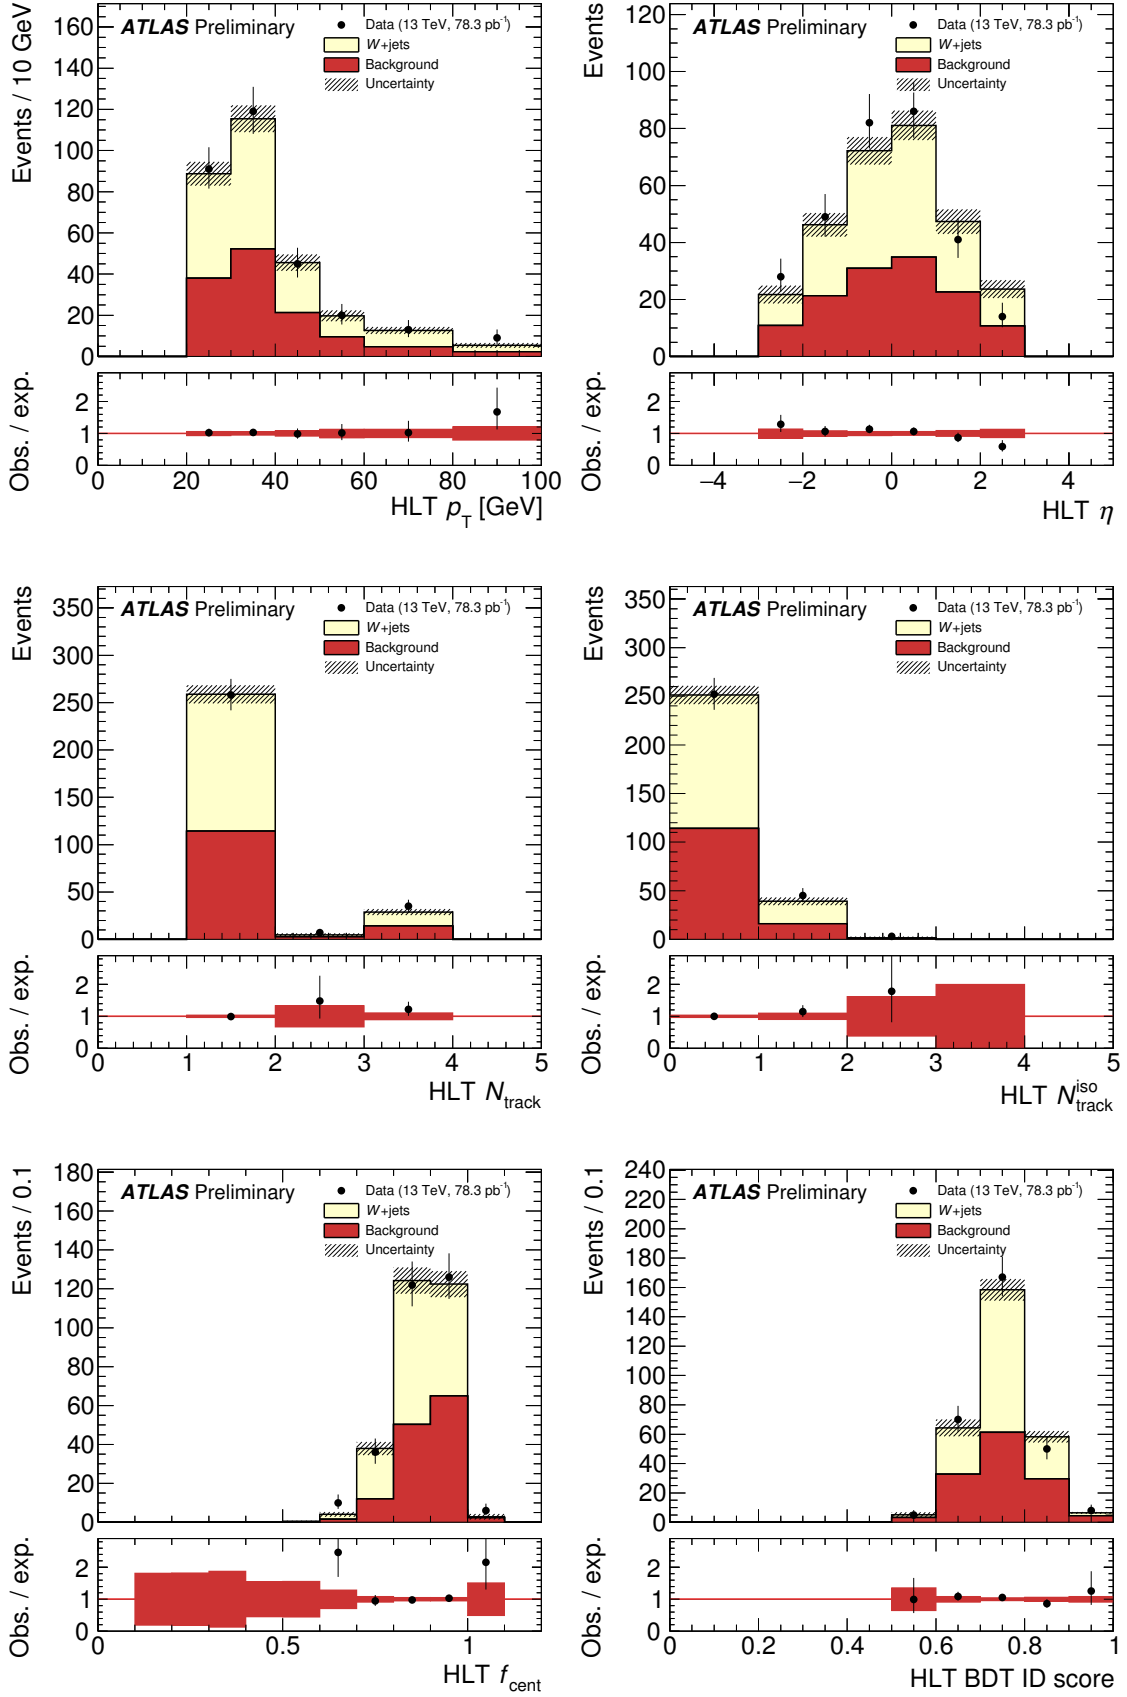 Events / 10 GeV
160
140
120
100
80
60
40
20
0
ATLAS Preliminary
Data (13 TeV, 78.3 pb⁻¹)
W+jets
Background
Uncertainty
Obs. / exp.
2
1
0
0 20 40 60 80 100
HLT p_T [GeV]
Events
120
100
80
60
40
20
0
ATLAS Preliminary
Data (13 TeV, 78.3 pb⁻¹)
W+jets
Background
Uncertainty
Obs. / exp.
2
1
0
−4 −2 0 2 4
HLT η
Events
350
300
250
200
150
100
50
0
ATLAS Preliminary
Data (13 TeV, 78.3 pb⁻¹)
W+jets
Background
Uncertainty
Obs. / exp.
2
1
0
0 1 2 3 4 5
HLT N_track
Events
350
300
250
200
150
100
50
0
ATLAS Preliminary
Data (13 TeV, 78.3 pb⁻¹)
W+jets
Background
Uncertainty
Obs. / exp.
2
1
0
0 1 2 3 4 5
HLT N_track^iso
Events / 0.1
180
160
140
120
100
80
60
40
20
0
ATLAS Preliminary
Data (13 TeV, 78.3 pb⁻¹)
W+jets
Background
Uncertainty
Obs. / exp.
2
1
0
0 0.5 1
HLT f_cent
Events / 0.1
240
220
200
180
160
140
120
100
80
60
40
20
0
ATLAS Preliminary
Data (13 TeV, 78.3 pb⁻¹)
W+jets
Background
Uncertainty
Obs. / exp.
2
1
0
0 0.2 0.4 0.6 0.8 1
HLT BDT ID score